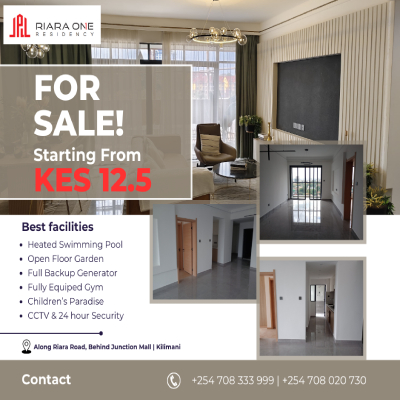 RIARA ONE
RESIDENCY
FOR
SALE!
Starting From
KES 12.5
Best facilities
• Heated Swimming Pool
• Open Floor Garden
• Full Backup Generator
• Fully Equiped Gym
• Children's Paradise
• CCTV & 24 hour Security
Along Riara Road, Behind Junction Mall | Kilimani
Contact
+254 708 333 999 | +254 708 020 730